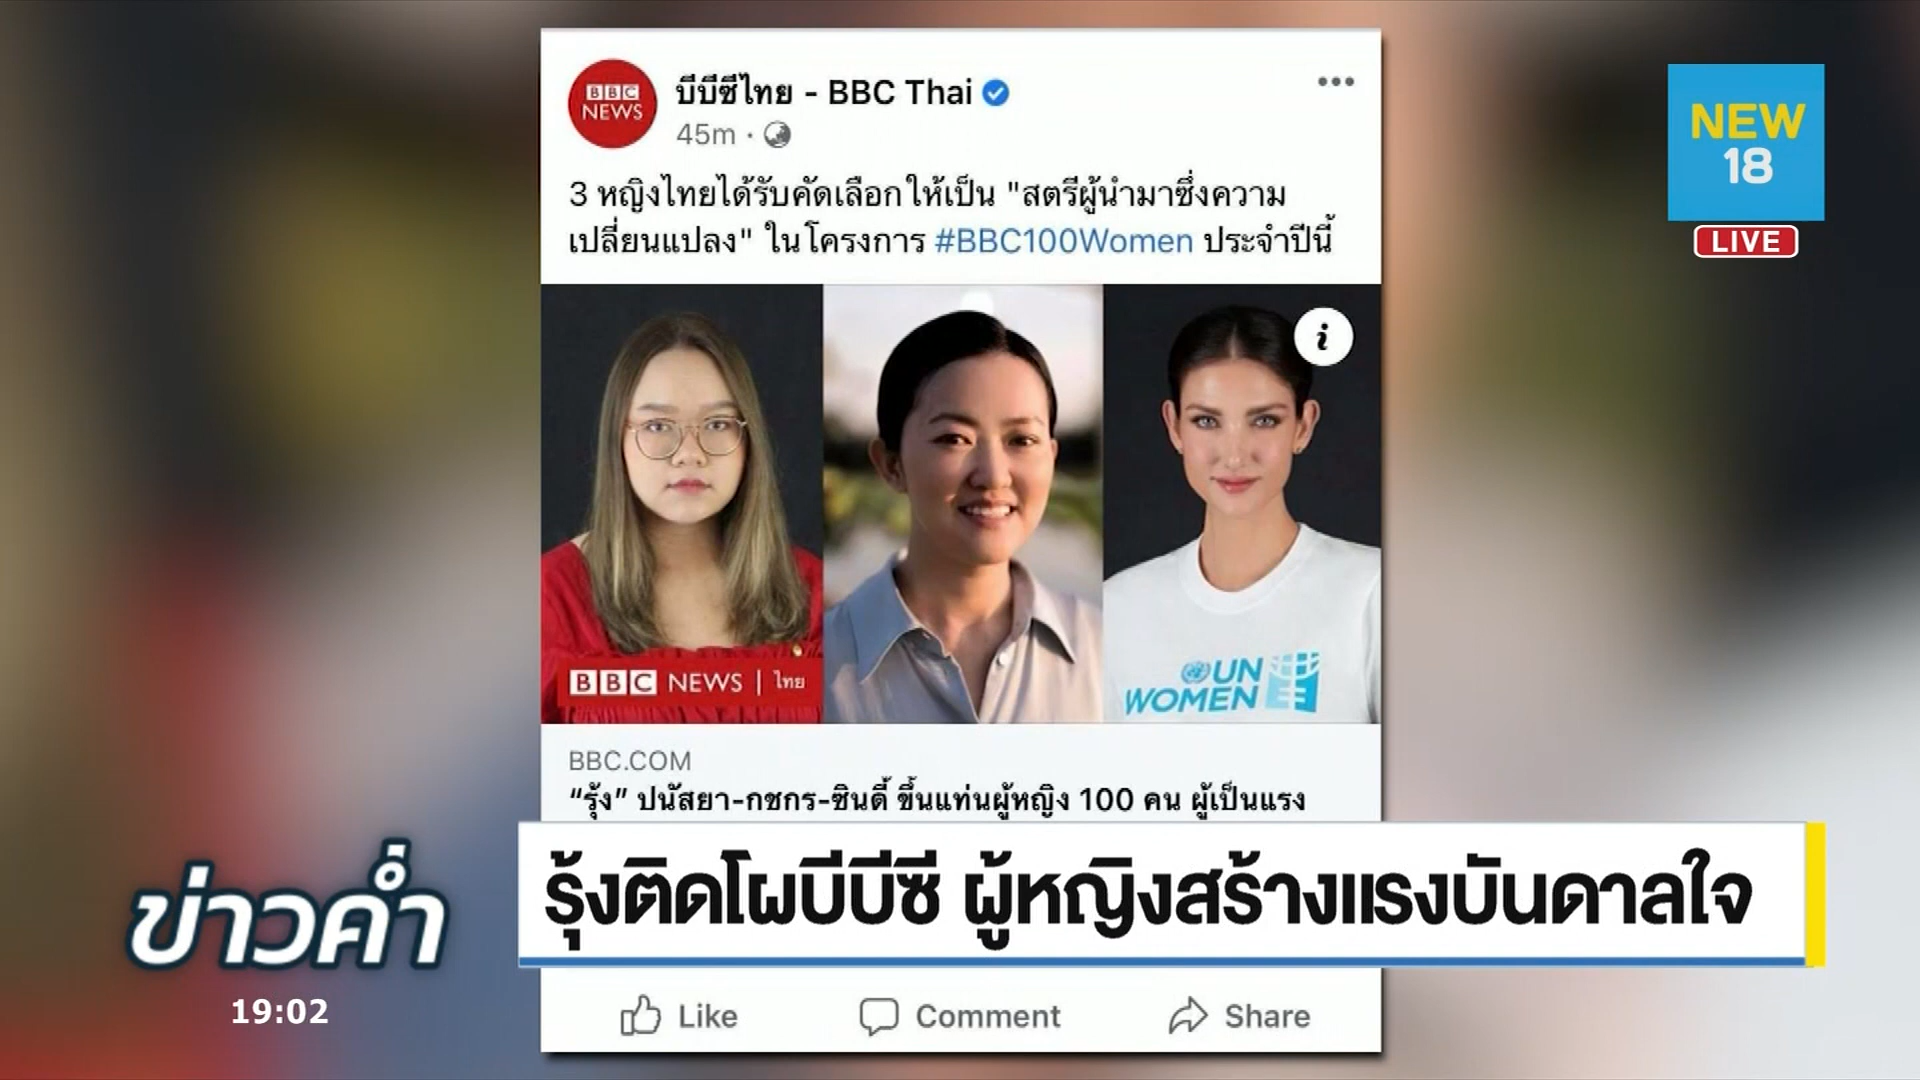 BBC
NEWS
บีบีซีไทย - BBC Thai
45m ·
3 หญิงไทยได้รับคัดเลือกให้เป็น "สตรีผู้นำมาซึ่งความ
เปลี่ยนแปลง" ในโครงการ #BBC100Women ประจำปีนี้
NEW
18
LIVE
i
BBC NEWS | ไทย
UN
WOMEN
BBC.COM
“รุ้ง” ปนัสยา-กชกร-ซินดี้ ขึ้นแท่นผู้หญิง 100 คน ผู้เป็นแรง
รุ้งติดโผบีบีซี ผู้หญิงสร้างแรงบันดาลใจ
ข่าวค่ำ
19:02
Like
Comment
Share